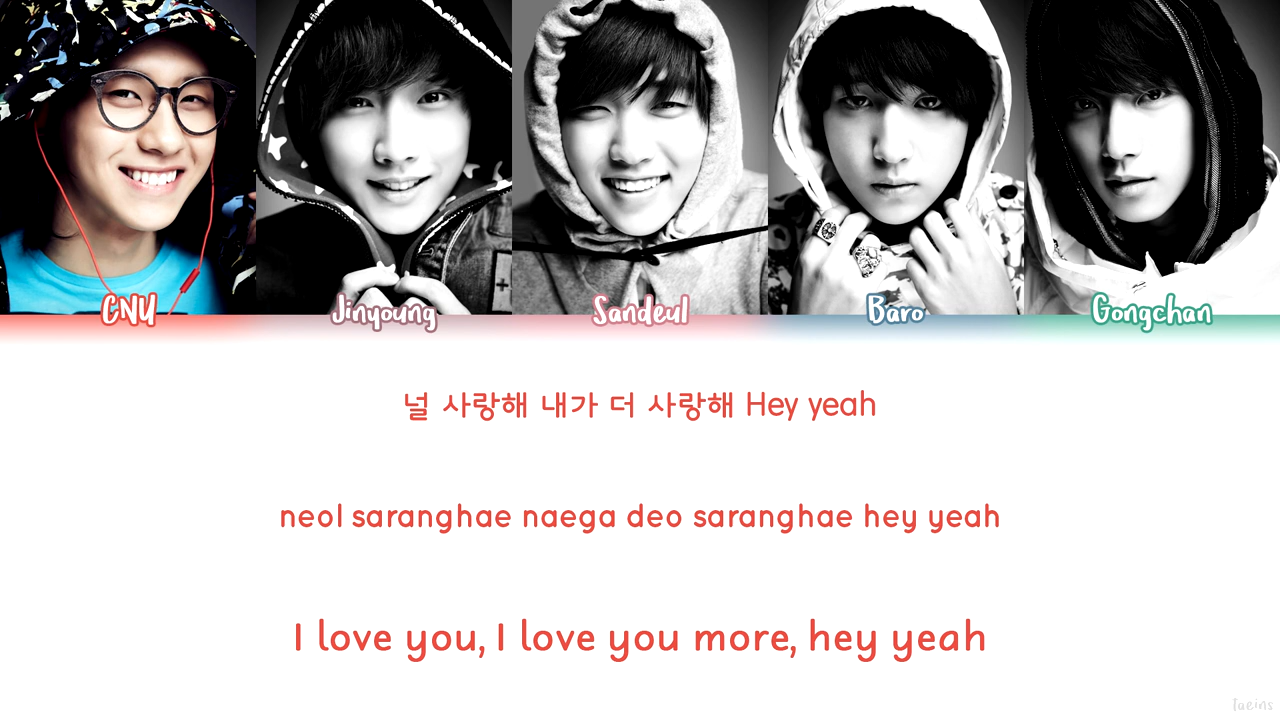 CNU
Jinyoung
Sandeul
Baro
Gongchan
널 사랑해 내가 더 사랑해 Hey yeah
neol saranghae naega deo saranghae hey yeah
I love you, I love you more, hey yeah
Taeins